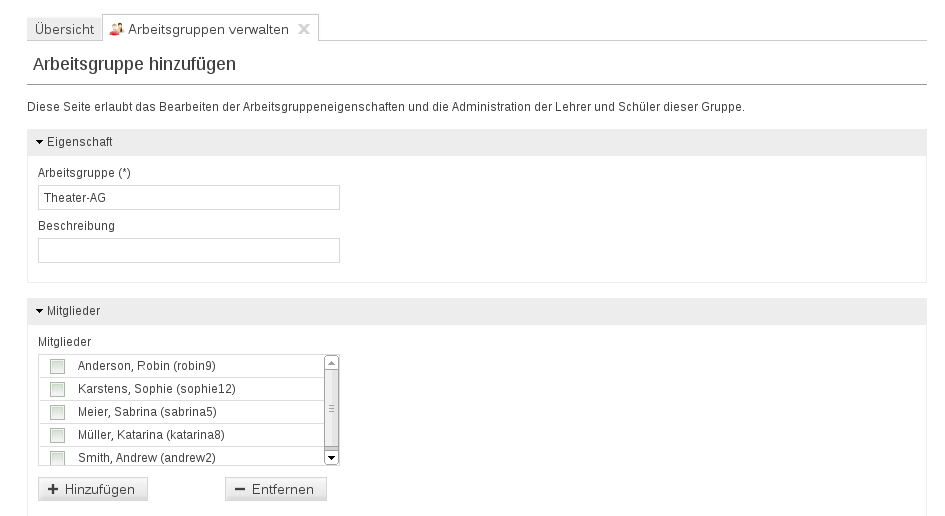 Übersicht Arbeitsgruppen verwalten
Arbeitsgruppe hinzufügen
Diese Seite erlaubt das Bearbeiten der Arbeitsgruppeneigenschaften und die Administration der Lehrer und Schüler dieser Gruppe.
Eigenschaft
Arbeitsgruppe (*)
Theater-AG
Beschreibung
Mitglieder
Mitglieder
Anderson, Robin (robin9)
Karstens, Sophie (sophie12)
Meier, Sabrina (sabrina5)
Müller, Katarina (katarina8)
Smith, Andrew (andrew2)
Hinzufügen Entfernen